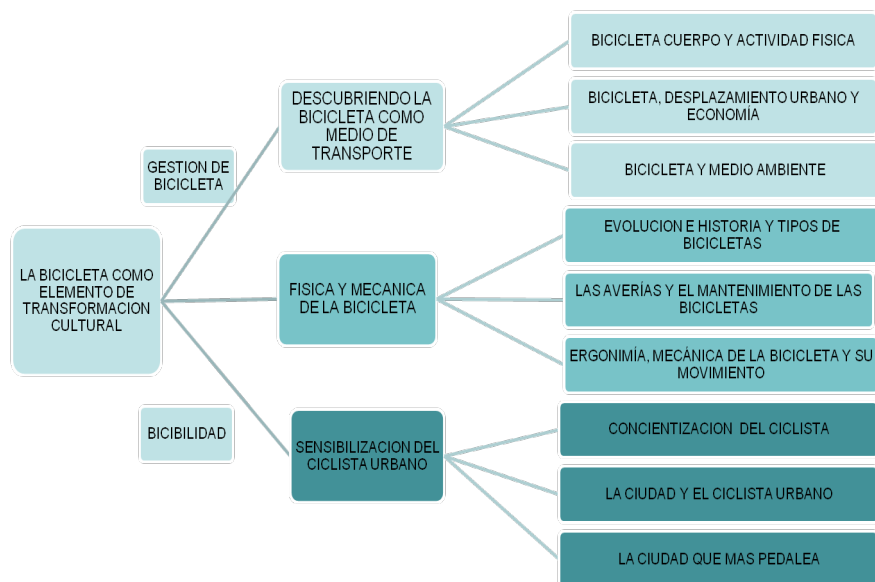 LA BICICLETA COMO
ELEMENTO DE
TRANSFORMACION
CULTURAL
GESTION DE
BICICLETA
BICIBILIDAD
DESCUBRIENDO LA
BICICLETA COMO
MEDIO DE
TRANSPORTE
BICICLETA CUERPO Y ACTIVIDAD FISICA
BICICLETA, DESPLAZAMIENTO URBANO Y
ECONOMÍA
BICICLETA Y MEDIO AMBIENTE
FISICA Y MECANICA
DE LA BICICLETA
EVOLUCION E HISTORIA Y TIPOS DE
BICICLETAS
LAS AVERÍAS Y EL MANTENIMIENTO DE LAS
BICICLETAS
ERGONIMÍA, MECÁNICA DE LA BICICLETA Y SU
MOVIMIENTO
SENSIBILIZACION DEL
CICLISTA URBANO
CONCIENTIZACION DEL CICLISTA
LA CIUDAD Y EL CICLISTA URBANO
LA CIUDAD QUE MAS PEDALEA